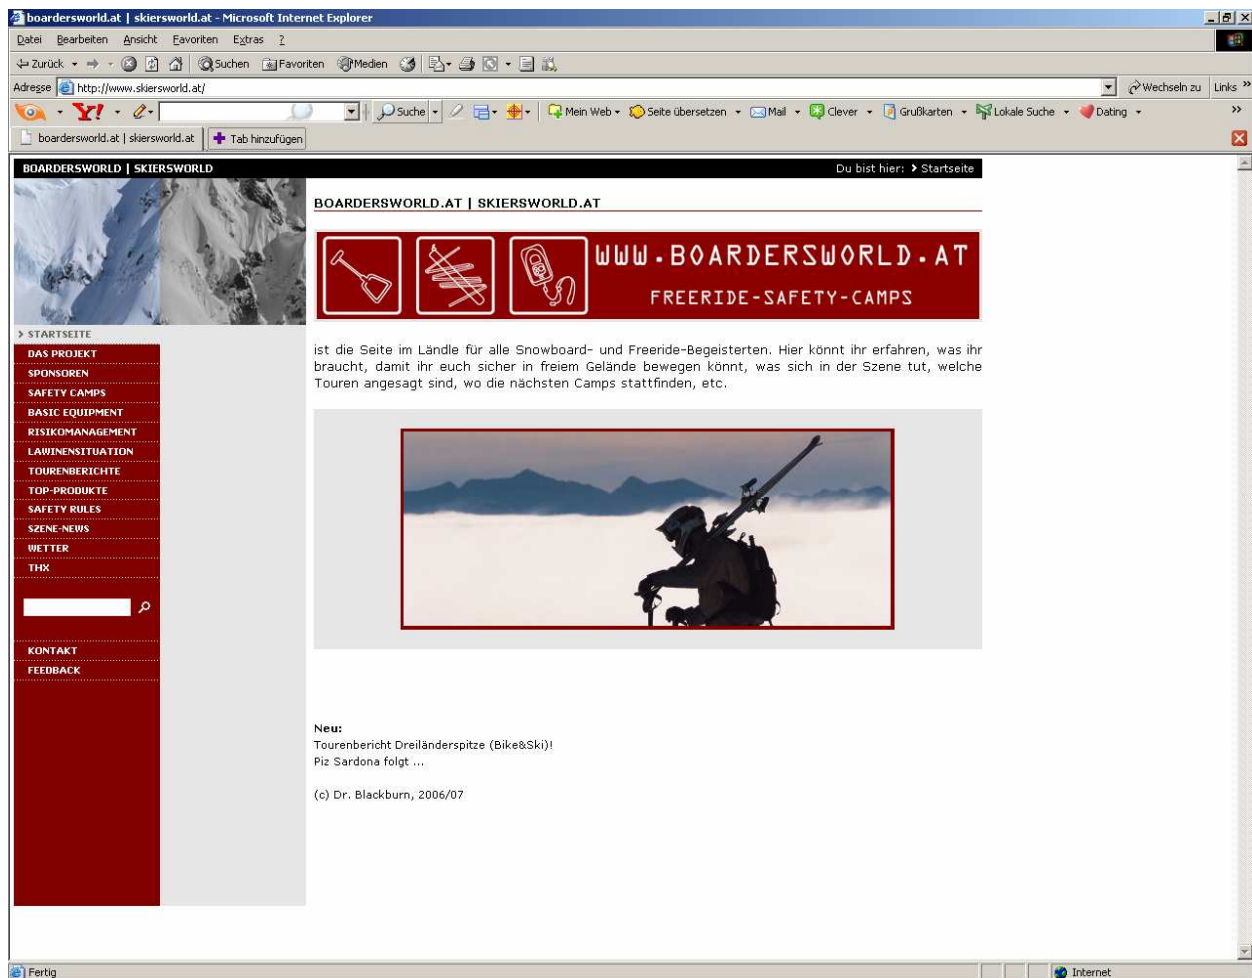 boardersworld.at | skiersworld.at - Microsoft Internet Explorer
Datei Bearbeiten Ansicht Favoriten Extras ?
Zurück Suchen Favoriten Medien
Adresse http://www.skiersworld.at/ Wechseln zu Links »
Y! Suche Mein Web Seite übersetzen Mail Clever Grußkarten Lokale Suche Dating »
boardersworld.at | skiersworld.at Tab hinzufügen
BOARDERSWORLD | SKIERSWORLD Du bist hier: > Startseite
BOARDERSWORLD.AT | SKIERSWORLD.AT
WWW.BOARDERSWORLD.AT
FREERIDE-SAFETY-CAMPS
> STARTSEITE
DAS PROJEKT
SPONSOREN
SAFETY CAMPS
BASIC EQUIPMENT
RISIKOMANAGEMENT
LAWINENSITUATION
TOURENBERICHTE
TOP-PRODUKTE
SAFETY RULES
SZENE-NEWS
WETTER
THX
KONTAKT
FEEDBACK
ist die Seite im Ländle für alle Snowboard- und Freeride-Begeisterten. Hier könnt ihr erfahren, was ihr
braucht, damit ihr euch sicher in freiem Gelände bewegen könnt, was sich in der Szene tut, welche
Touren angesagt sind, wo die nächsten Camps stattfinden, etc.
Neu:
Tourenbericht Dreiländerspitze (Bike&Ski)!
Piz Sardona folgt ...
(c) Dr. Blackburn, 2006/07
Fertig Internet